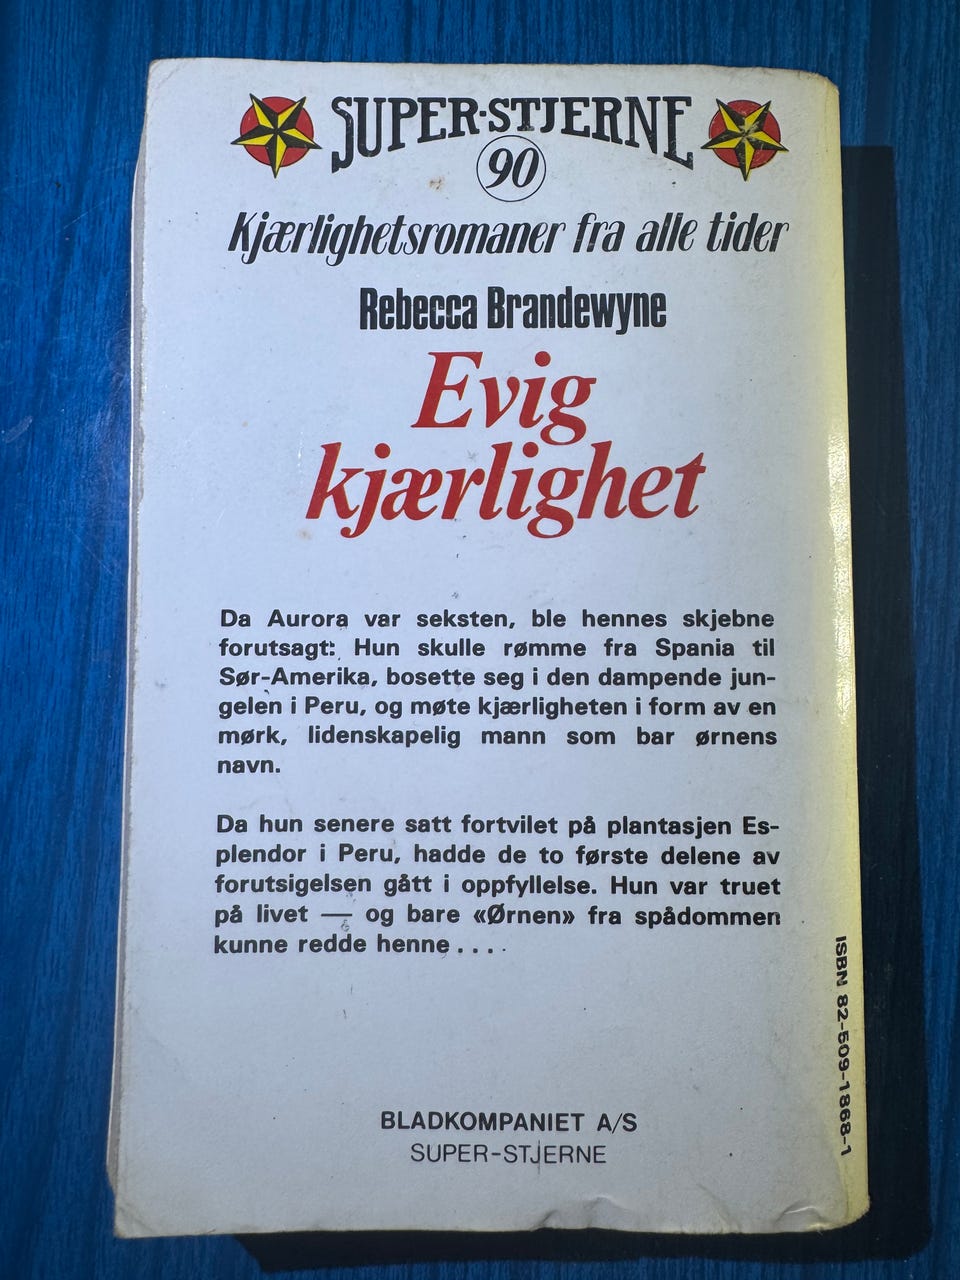 SUPER-STJERNE
90
Kjærlighetsromaner fra alle tider
Rebecca Brandewyne
Evig
kjærlighet
Da Aurora var seksten, ble hennes skjebne
forutsagt: Hun skulle rømme fra Spania til
Sør-Amerika, bosette seg i den dampende jun-
gelen i Peru, og møte kjærligheten i form av en
mørk, lidenskapelig mann som bar ørnens
navn.
Da hun senere satt fortvilet på plantasjen Es-
plendor i Peru, hadde de to første delene av
forutsigelsen gått i oppfyllelse. Hun var truet
på livet — og bare «Ørnen» fra spådommen
kunne redde henne . . . .
ISBN 82-509-1868-1
BLADKOMPANIET A/S
SUPER-STJERNE